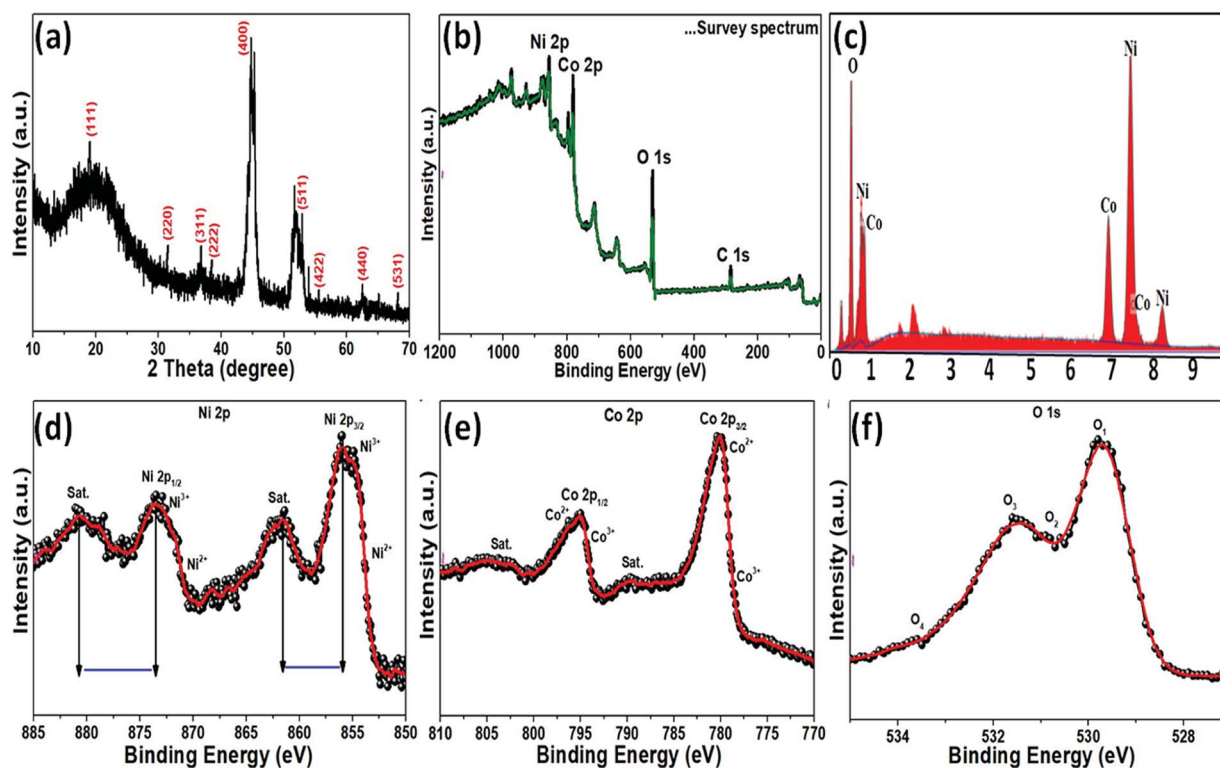 (a)
(111)
(220)
(311)
(222)
(400)
(511)
(422)
(440)
(531)
Intensity (a.u.)
10 20 30 40 50 60 70
2 Theta (degree)
(b)
...Survey spectrum
Ni 2p
Co 2p
O 1s
C 1s
Intensity (a.u.)
1200 1000 800 600 400 200 0
Binding Energy (eV)
(c)
O
Ni
Co
Co
Ni
Co
Ni
0 1 2 3 4 5 6 7 8 9
(d)
Ni 2p
Sat.
Ni 2p1/2
Ni3+
Ni2+
Sat.
Ni 2p3/2
Ni3+
Ni2+
Intensity (a.u.)
885 880 875 870 865 860 855 850
Binding Energy (eV)
(e)
Co 2p
Sat.
Co 2p1/2
Co2+
Co3+
Sat.
Co 2p3/2
Co2+
Co3+
Intensity (a.u.)
810 805 800 795 790 785 780 775 770
Binding Energy (eV)
(f)
O 1s
O4
O3
O2
O1
Intensity (a.u.)
534 532 530 528
Binding Energy (eV)